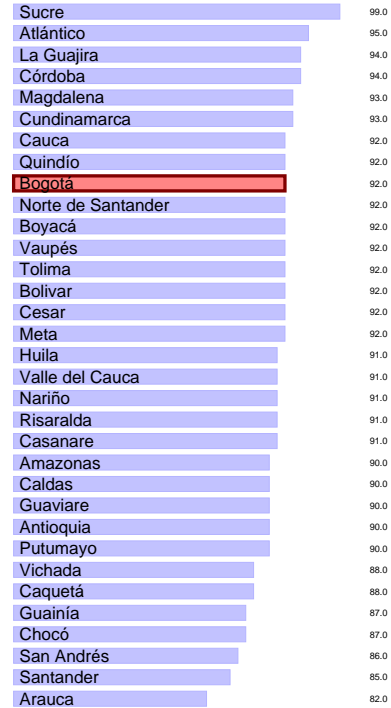 Sucre 99.0
Atlántico 95.0
La Guajira 94.0
Córdoba 94.0
Magdalena 93.0
Cundinamarca 93.0
Cauca 92.0
Quindío 92.0
Bogotá 92.0
Norte de Santander 92.0
Boyacá 92.0
Vaupés 92.0
Tolima 92.0
Bolivar 92.0
Cesar 92.0
Meta 92.0
Huila 91.0
Valle del Cauca 91.0
Nariño 91.0
Risaralda 91.0
Casanare 91.0
Amazonas 90.0
Caldas 90.0
Guaviare 90.0
Antioquia 90.0
Putumayo 90.0
Vichada 88.0
Caquetá 88.0
Guainía 87.0
Chocó 87.0
San Andrés 86.0
Santander 85.0
Arauca 82.0